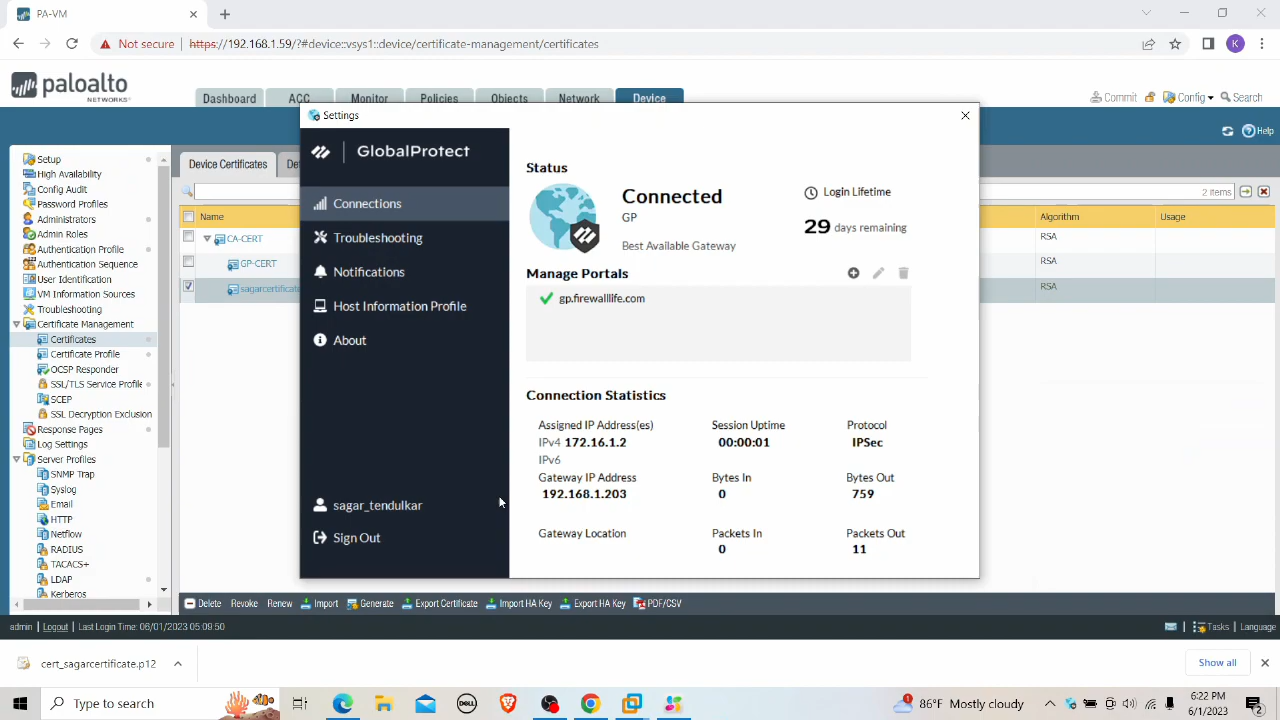 PA-VM
Not secure | https://192.168.1.59/?#device:vsys1::device/certificate-management/certificates
K
paloalto
NETWORKS
Dashboard ACC Monitor Policies Objects Network Device
Commit Config Search
Help
Setup
High Availability
Config Audit
Password Profiles
Administrators
Admin Roles
Authentication Profile
Authentication Sequence
User Identification
VM Information Sources
Troubleshooting
Certificate Management
Certificates
Certificate Profile
OCSP Responder
SSL/TLS Service Profile
SCEP
SSL Decryption Exclusion
Response Pages
Log Settings
Server Profiles
SNMP Trap
Syslog
Email
HTTP
Netflow
RADIUS
TACACS+
LDAP
Kerberos
Device Certificates De
2 items
Name Algorithm Usage
CA-CERT RSA
GP-CERT RSA
sagarcertificate RSA
Settings
GlobalProtect
Connections
Troubleshooting
Notifications
Host Information Profile
About
sagar_tendulkar
Sign Out
Status
Connected
GP
Best Available Gateway
Login Lifetime
29 days remaining
Manage Portals
gp.firewalllife.com
Connection Statistics
Assigned IP Address(es) Session Uptime Protocol
IPv4 172.16.1.2 00:00:01 IPSec
IPv6
Gateway IP Address Bytes In Bytes Out
192.168.1.203 0 759
Gateway Location Packets In Packets Out
0 11
Delete Revoke Renew Import Generate Export Certificate Import HA Key Export HA Key PDF/CSV
admin | Logout | Last Login Time: 06/01/2023 05:09:50
Tasks | Language
cert_sagarcertificate.p12
Show all
Type here to search
DELL
86°F Mostly cloudy
6:22 PM
6/1/2023
2